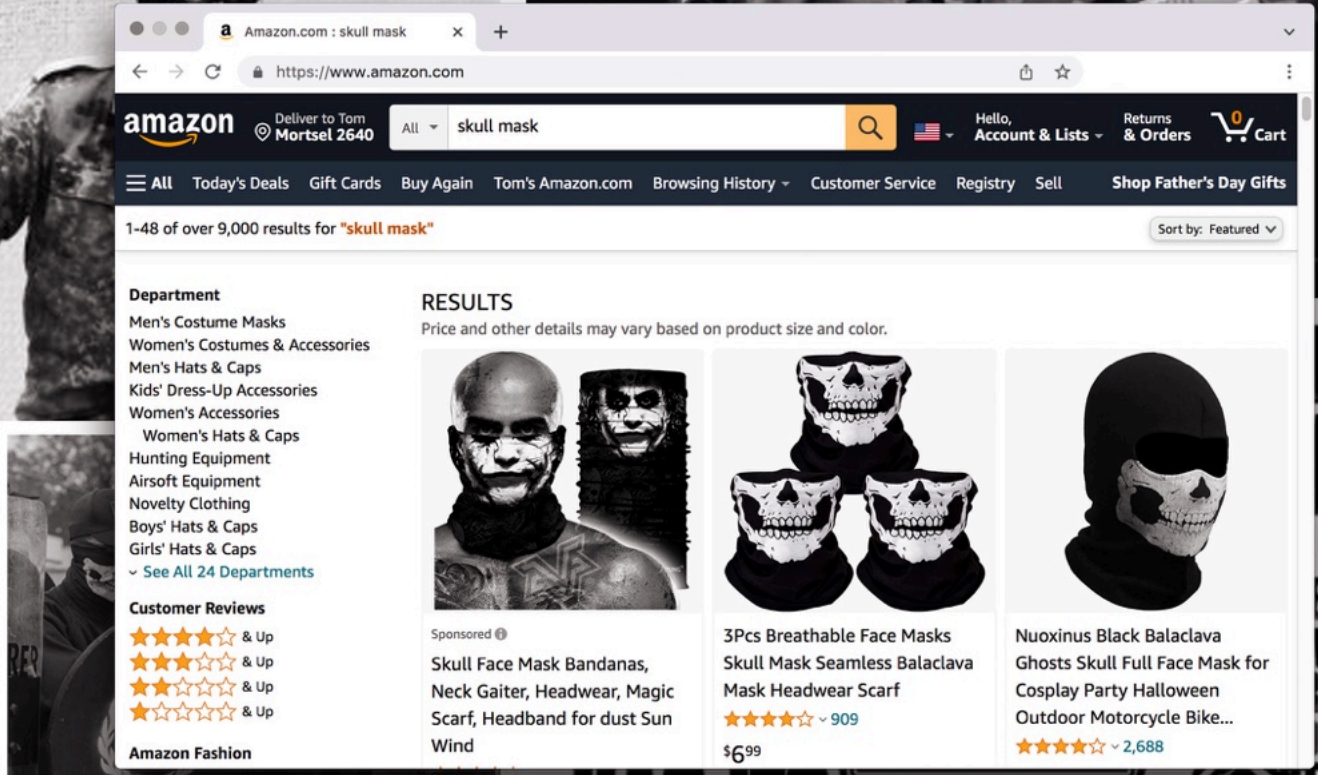 Amazon.com : skull mask
https://www.amazon.com
amazon
Deliver to Tom
Mortsel 2640
All
skull mask
Hello,
Account & Lists
Returns
& Orders
0
Cart
All
Today's Deals
Gift Cards
Buy Again
Tom's Amazon.com
Browsing History
Customer Service
Registry
Sell
Shop Father's Day Gifts
1-48 of over 9,000 results for "skull mask"
Sort by: Featured
Department
Men's Costume Masks
Women's Costumes & Accessories
Men's Hats & Caps
Kids' Dress-Up Accessories
Women's Accessories
Women's Hats & Caps
Hunting Equipment
Airsoft Equipment
Novelty Clothing
Boys' Hats & Caps
Girls' Hats & Caps
See All 24 Departments
Customer Reviews
& Up
& Up
& Up
& Up
Amazon Fashion
RESULTS
Price and other details may vary based on product size and color.
Sponsored
Skull Face Mask Bandanas,
Neck Gaiter, Headwear, Magic
Scarf, Headband for dust Sun
Wind
3Pcs Breathable Face Masks
Skull Mask Seamless Balaclava
Mask Headwear Scarf
909
$6.99
Nuoxinus Black Balaclava
Ghosts Skull Full Face Mask for
Cosplay Party Halloween
Outdoor Motorcycle Bike...
2,688